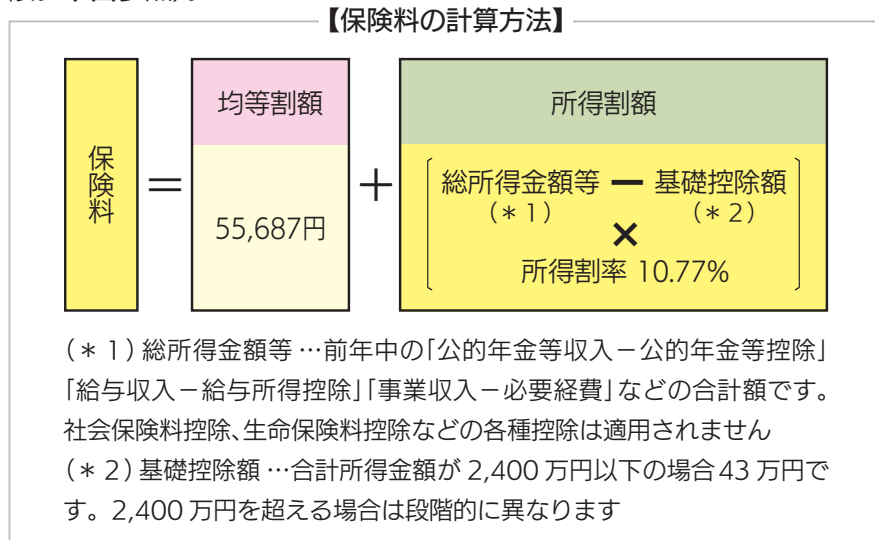 【保険料の計算方法】
保険料
＝
均等割額
55,687円
＋
所得割額
総所得金額等 ー 基礎控除額
（＊１） （＊２）
×
所得割率 10.77%
（＊１）総所得金額等 …前年中の｢公的年金等収入－公的年金等控除｣
｢給与収入－給与所得控除｣｢事業収入－必要経費｣などの合計額です。
社会保険料控除､生命保険料控除などの各種控除は適用されません
（＊２）基礎控除額 …合計所得金額が 2,400 万円以下の場合 43 万円で
す。2,400 万円を超える場合は段階的に異なります